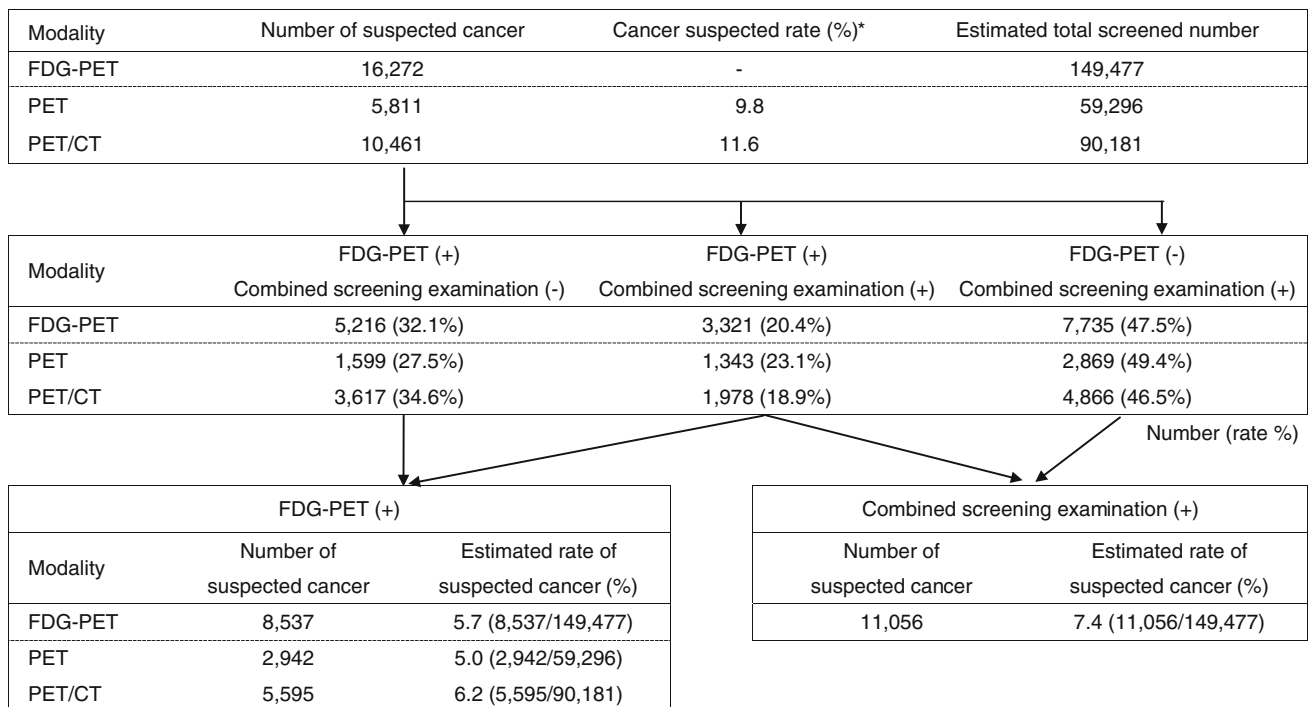 Modality Number of suspected cancer Cancer suspected rate (%)* Estimated total screened number
FDG-PET 16,272 - 149,477
PET 5,811 9.8 59,296
PET/CT 10,461 11.6 90,181
Modality
FDG-PET (+) FDG-PET (+) FDG-PET (-)
Combined screening examination (-) Combined screening examination (+) Combined screening examination (+)
FDG-PET 5,216 (32.1%) 3,321 (20.4%) 7,735 (47.5%)
PET 1,599 (27.5%) 1,343 (23.1%) 2,869 (49.4%)
PET/CT 3,617 (34.6%) 1,978 (18.9%) 4,866 (46.5%)
Number (rate %)
FDG-PET (+)
Modality
Number of Estimated rate of
suspected cancer suspected cancer (%)
FDG-PET 8,537 5.7 (8,537/149,477)
PET 2,942 5.0 (2,942/59,296)
PET/CT 5,595 6.2 (5,595/90,181)
Combined screening examination (+)
Number of Estimated rate of
suspected cancer suspected cancer (%)
11,056 7.4 (11,056/149,477)